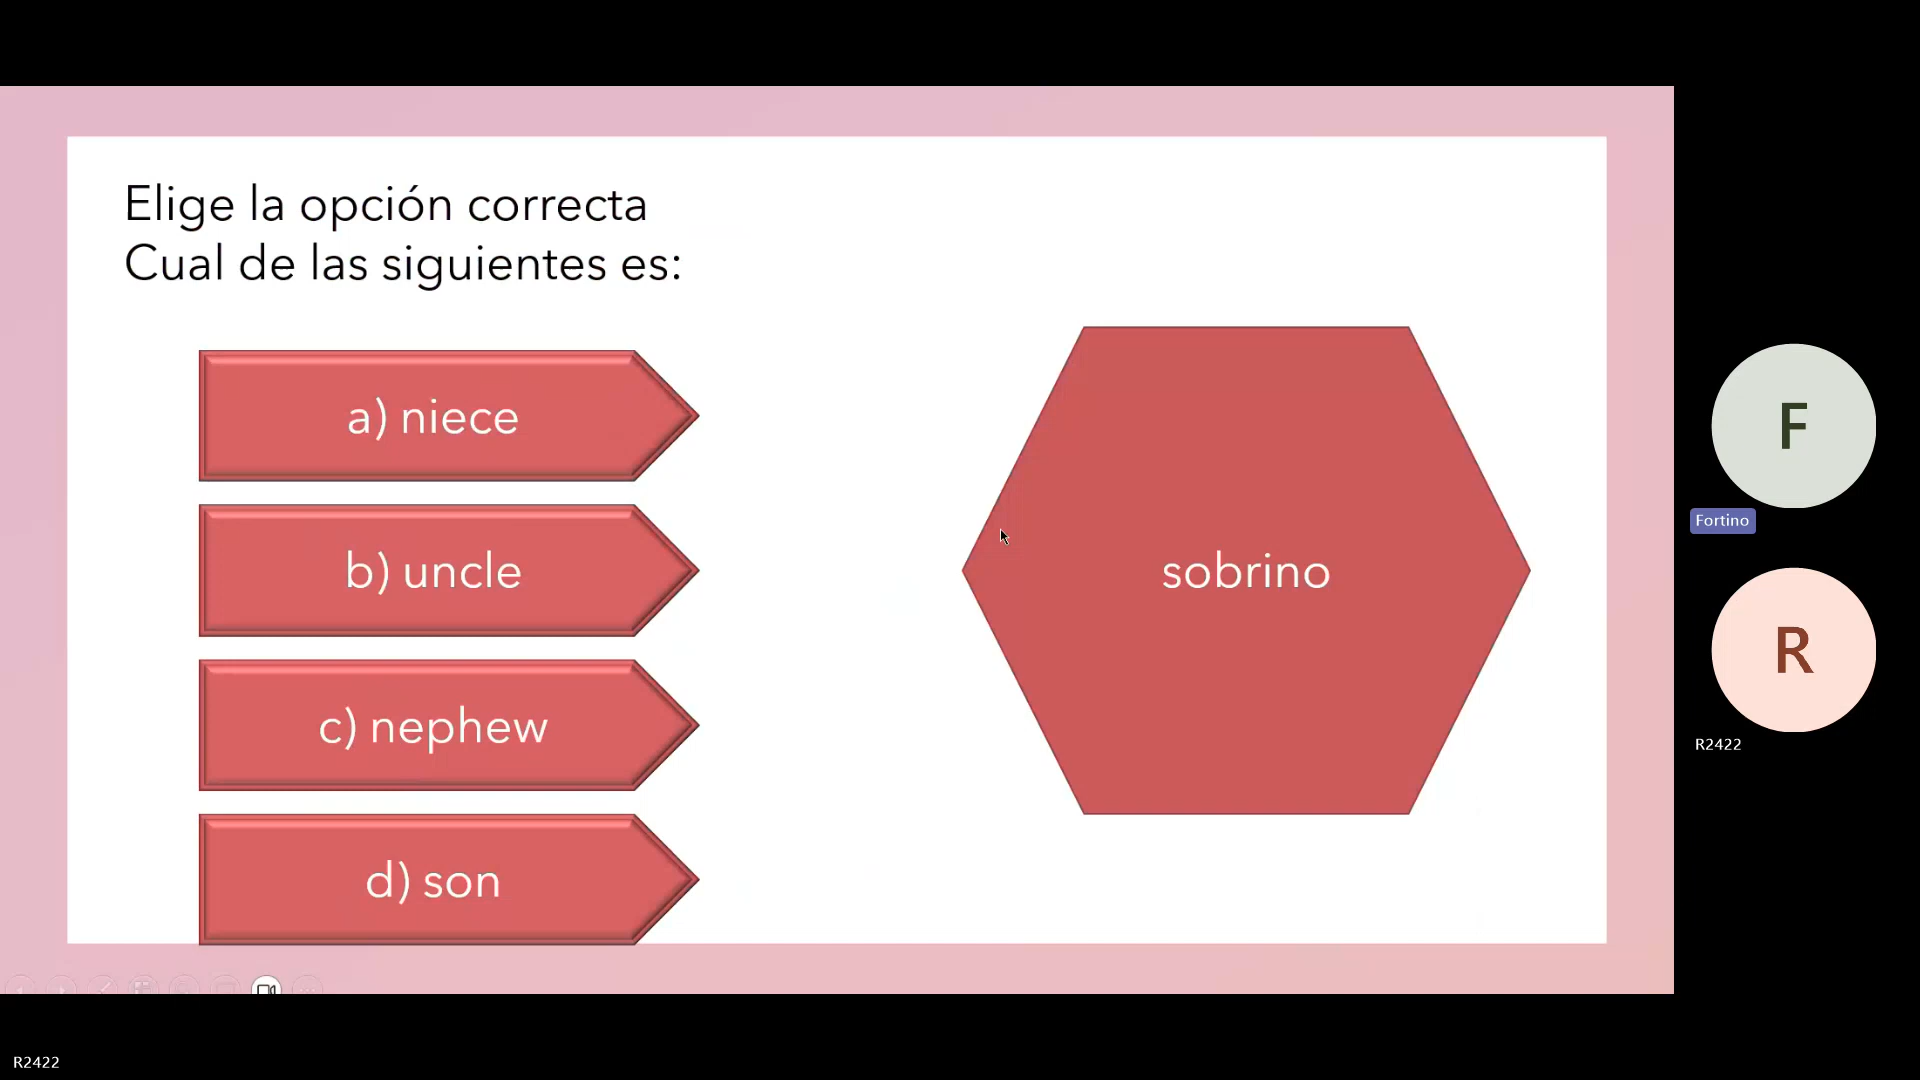 Elige la opción correcta
Cual de las siguientes es:
a) niece
b) uncle
c) nephew
d) son
sobrino
F
Fortino
R
R2422
R2422